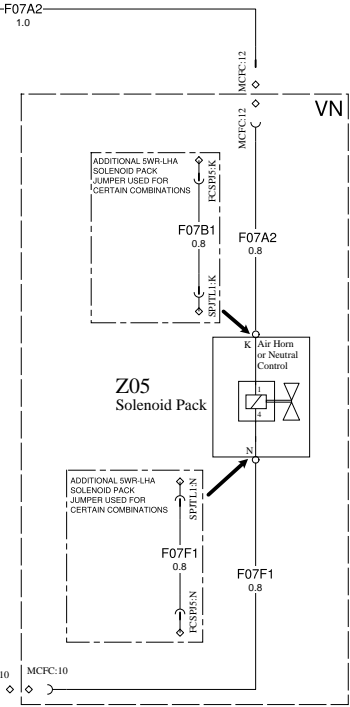 F07A2
1.0
MCFC:12
MCFC:12
VN
ADDITIONAL 5WR-LHA
SOLENOID PACK
JUMPER USED FOR
CERTAIN COMBINATIONS
FCSPJ5:K
F07B1
0.8
SPJTL1:K
F07A2
0.8
K
Air Horn
or Neutral
Control
1
4
Z05
Solenoid Pack
N
ADDITIONAL 5WR-LHA
SOLENOID PACK
JUMPER USED FOR
CERTAIN COMBINATIONS
SPJTL1:N
F07F1
0.8
FCSPJ5:N
F07F1
0.8
10
MCFC:10